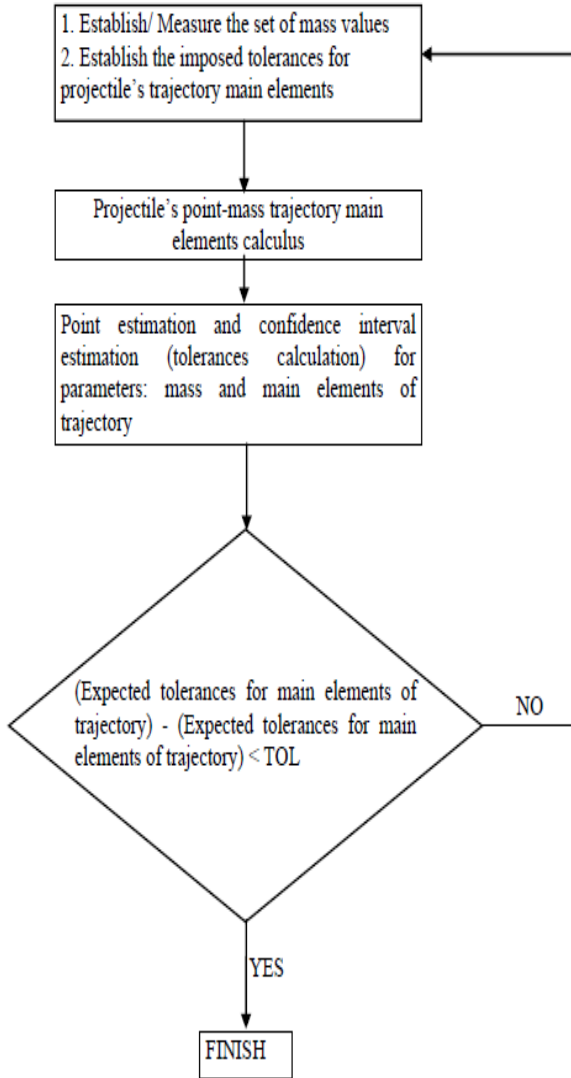 1. Establish/ Measure the set of mass values
2. Establish the imposed tolerances for
projectile's trajectory main elements
Projectile's point-mass trajectory main
elements calculus
Point estimation and confidence interval
estimation (tolerances calculation) for
parameters: mass and main elements of
trajectory
(Expected tolerances for main elements of
trajectory) - (Expected tolerances for main
elements of trajectory) < TOL
NO
YES
FINISH